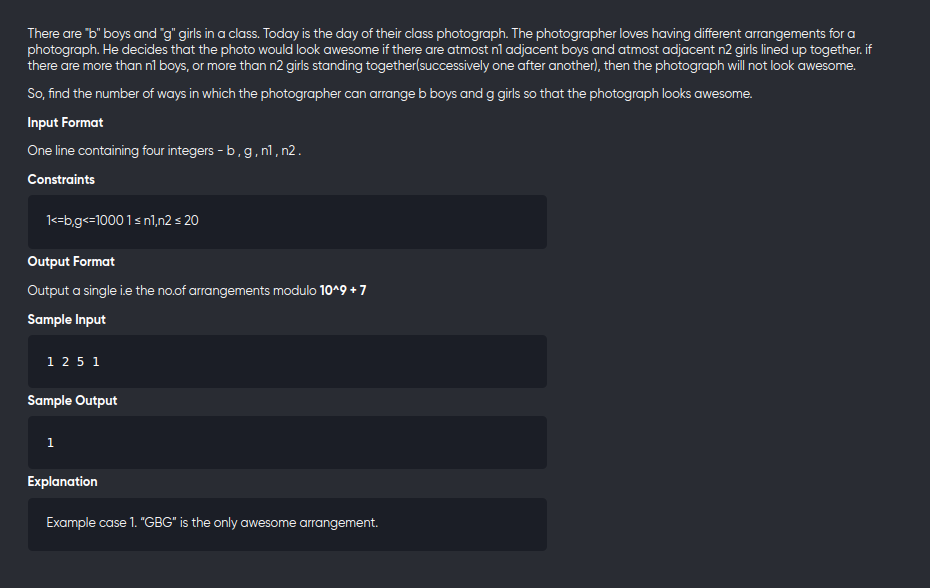 There are "b" boys and "g" girls in a class. Today is the day of their class photograph. The photographer loves having different arrangements for a
photograph. He decides that the photo would look awesome if there are atmost n1 adjacent boys and atmost adjacent n2 girls lined up together. if
there are more than n1 boys, or more than n2 girls standing together(successively one after another), then the photograph will not look awesome.
So, find the number of ways in which the photographer can arrange b boys and g girls so that the photograph looks awesome.
Input Format
One line containing four integers - b , g , n1 , n2 .
Constraints
1<=b,g<=1000 1 ≤ n1,n2 ≤ 20
Output Format
Output a single i.e the no.of arrangements modulo 10^9 + 7
Sample Input
1 2 5 1
Sample Output
1
Explanation
Example case 1. "GBG" is the only awesome arrangement.